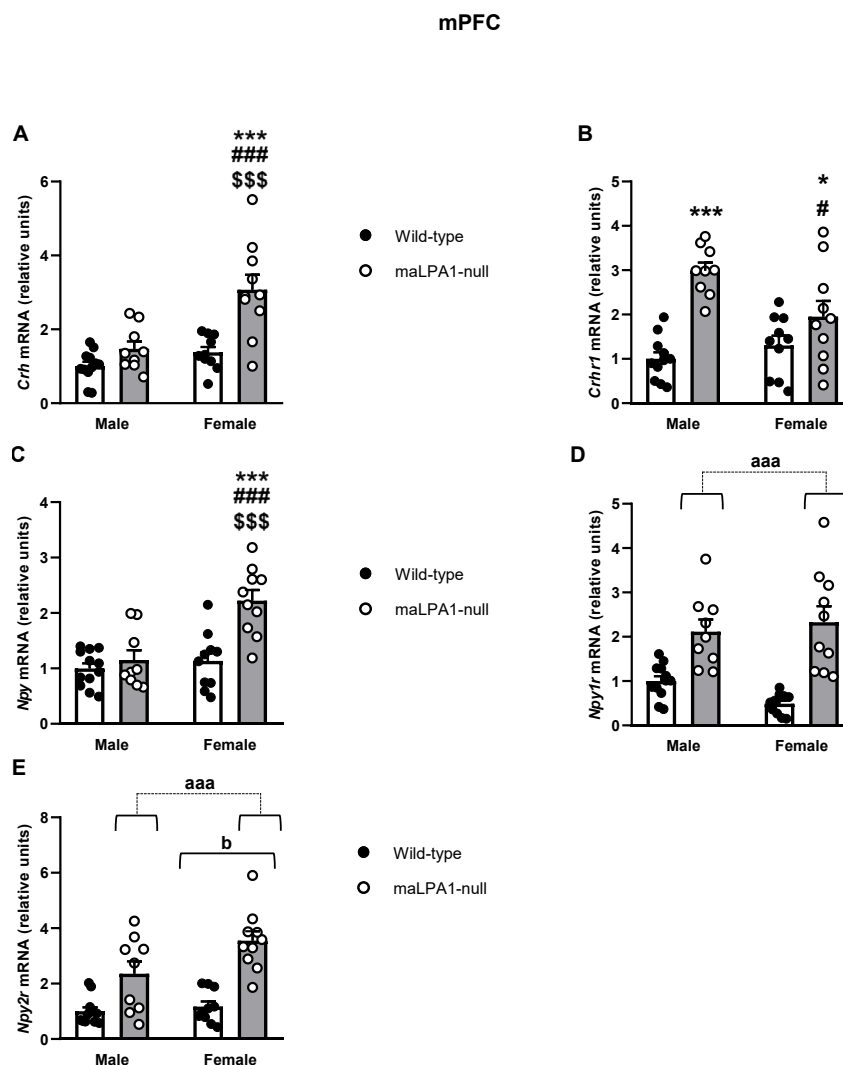 mPFC
A
***
###
$$$
Crh mRNA (relative units)
6
4
2
0
Male
Female
Wild-type
maLPA1-null
B
***
*
#
Crhr1 mRNA (relative units)
5
4
3
2
1
0
Male
Female
C
***
###
$$$
Npy mRNA (relative units)
4
3
2
1
0
Male
Female
Wild-type
maLPA1-null
D
aaa
Npy1r mRNA (relative units)
5
4
3
2
1
0
Male
Female
E
aaa
b
Npy2r mRNA (relative units)
8
6
4
2
0
Male
Female
Wild-type
maLPA1-null